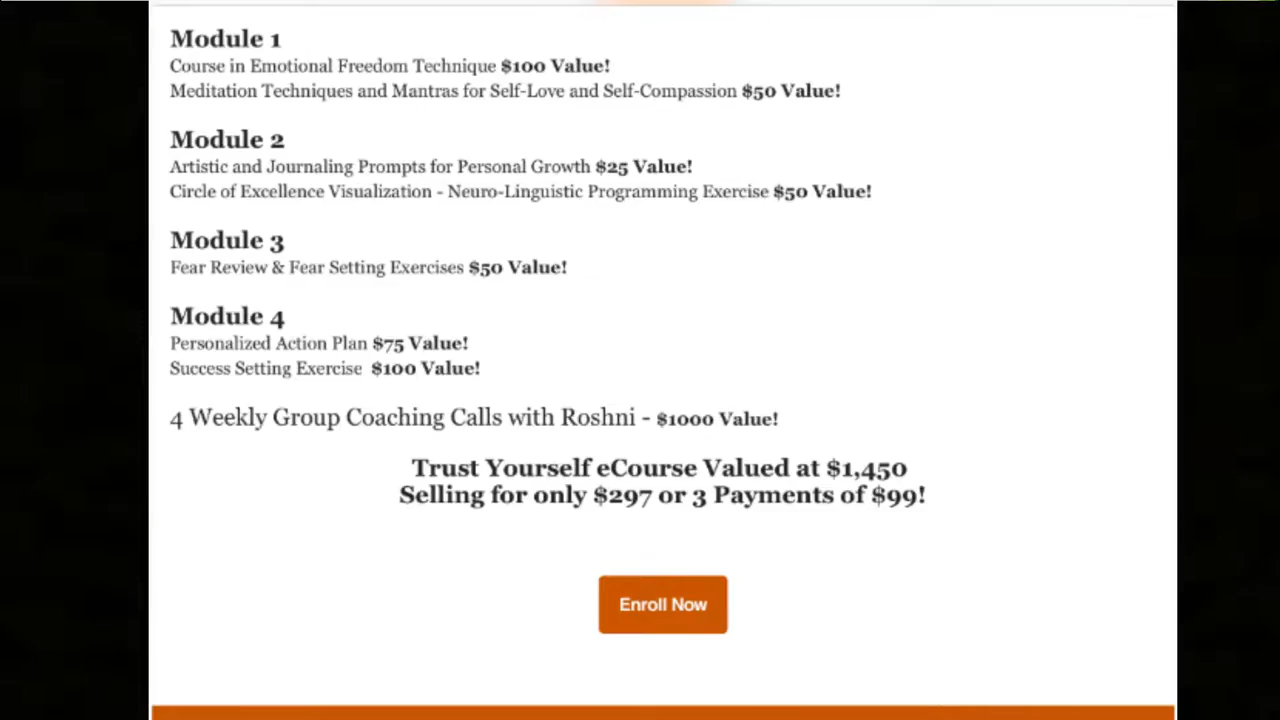 Module 1
Course in Emotional Freedom Technique $100 Value!
Meditation Techniques and Mantras for Self-Love and Self-Compassion $50 Value!
Module 2
Artistic and Journaling Prompts for Personal Growth $25 Value!
Circle of Excellence Visualization - Neuro-Linguistic Programming Exercise $50 Value!
Module 3
Fear Review & Fear Setting Exercises $50 Value!
Module 4
Personalized Action Plan $75 Value!
Success Setting Exercise $100 Value!
4 Weekly Group Coaching Calls with Roshni - $1000 Value!
Trust Yourself eCourse Valued at $1,450
Selling for only $297 or 3 Payments of $99!
Enroll Now